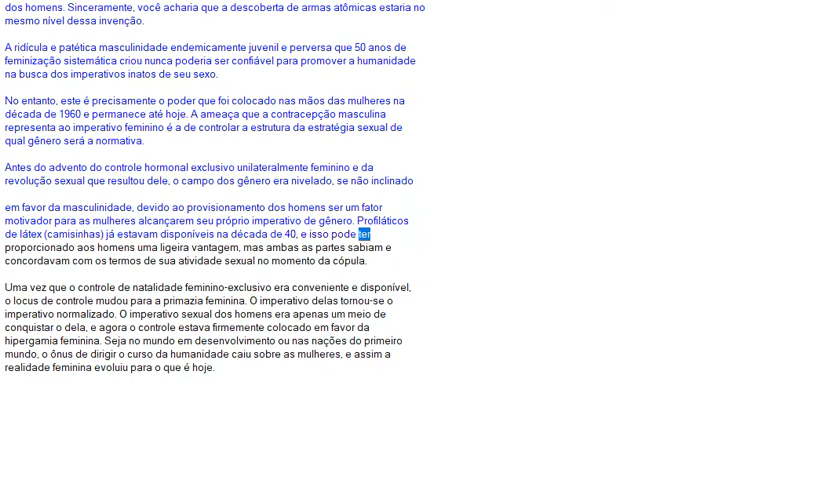 dos homens. Sinceramente, você acharia que a descoberta de armas atômicas estaria no
mesmo nível dessa invenção.
A ridícula e patética masculinidade endemicamente juvenil e perversa que 50 anos de
feminização sistemática criou nunca poderia ser confiável para promover a humanidade
na busca dos imperativos inatos de seu sexo.
No entanto, este é precisamente o poder que foi colocado nas mãos das mulheres na
década de 1960 e permanece até hoje. A ameaça que a contracepção masculina
representa ao imperativo feminino é a de controlar a estrutura da estratégia sexual de
qual gênero será a normativa.
Antes do advento do controle hormonal exclusivo unilateralmente feminino e da
revolução sexual que resultou dele, o campo dos gênero era nivelado, se não inclinado
em favor da masculinidade, devido ao provisionamento dos homens ser um fator
motivador para as mulheres alcançarem seu próprio imperativo de gênero. Profiláticos
de látex (camisinhas) já estavam disponíveis na década de 40, e isso pode ter
proporcionado aos homens uma ligeira vantagem, mas ambas as partes sabiam e
concordavam com os termos de sua atividade sexual no momento da cópula.
Uma vez que o controle de natalidade feminino-exclusivo era conveniente e disponível,
o locus de controle mudou para a primazia feminina. O imperativo delas tornou-se o
imperativo normalizado. O imperativo sexual dos homens era apenas um meio de
conquistar o dela, e agora o controle estava firmemente colocado em favor da
hipergamia feminina. Seja no mundo em desenvolvimento ou nas nações do primeiro
mundo, o ônus de dirigir o curso da humanidade caiu sobre as mulheres, e assim a
realidade feminina evoluiu para o que é hoje.